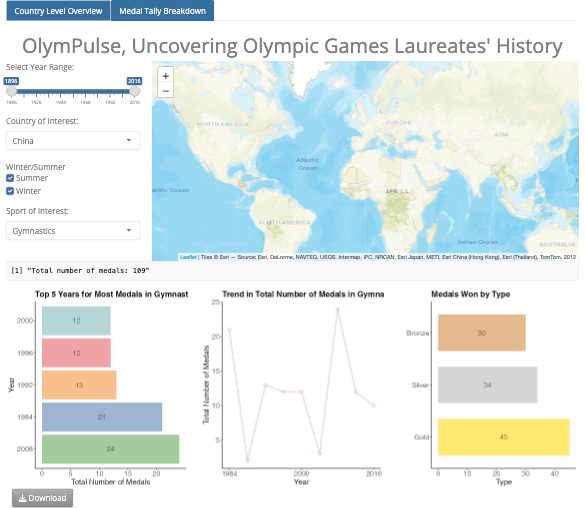 Country Level Overview
Medal Tally Breakdown
OlymPulse, Uncovering Olympic Games Laureates' History
Select Year Range:
1896
2016
1896 1920 1944 1968 1992 2016
Country of Interest:
China
Winter/Summer
Summer
Winter
Sport of Interest:
Gymnastics
+
−
NORTH AMERICA
EUROPE
ASIA
Atlantic
Ocean
acific Ocean
AFRICA
SOUTH AMERICA
Indian Ocean
AUSTRALIA
Leaflet | Tiles © Esri — Source: Esri, DeLorme, NAVTEQ, USGS, Intermap, iPC, NRCAN, Esri Japan, METI, Esri China (Hong Kong), Esri (Thailand), TomTom, 2012
[1] "Total number of medals: 109"
Top 5 Years for Most Medals in Gymnast
2000
12
1996
12
1992
13
1984
21
2008
24
Year
0 5 10 15 20
Total Number of Medals
Trend in Total Number of Medals in Gymna
25
20
15
10
5
Total Number of Medals
1984 2000 2016
Year
Medals Won by Type
Bronze
30
Silver
34
Gold
45
0 10 20 30 40
Type
Download